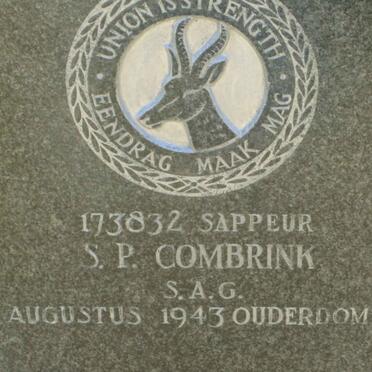 UNION IS STRENGTH
EENDRAG MAAK MAG
173832 SAPPEUR
S. P. COMBRINK
S.A.G.
AUGUSTUS 1943 OUDERDOM